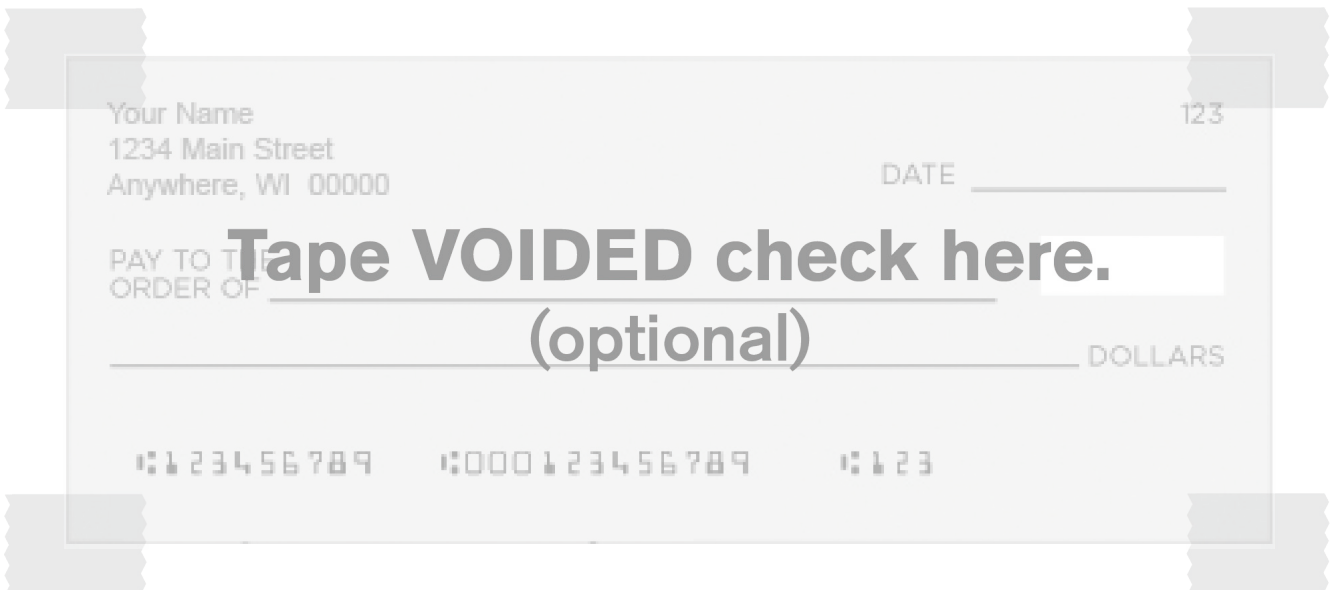 Your Name 123
1234 Main Street
Anywhere, WI 00000 DATE
PAY TO THE
ORDER OF
Tape VOIDED check here.
(optional)
DOLLARS
⑆123456789 ⑆000123456789 ⑆123